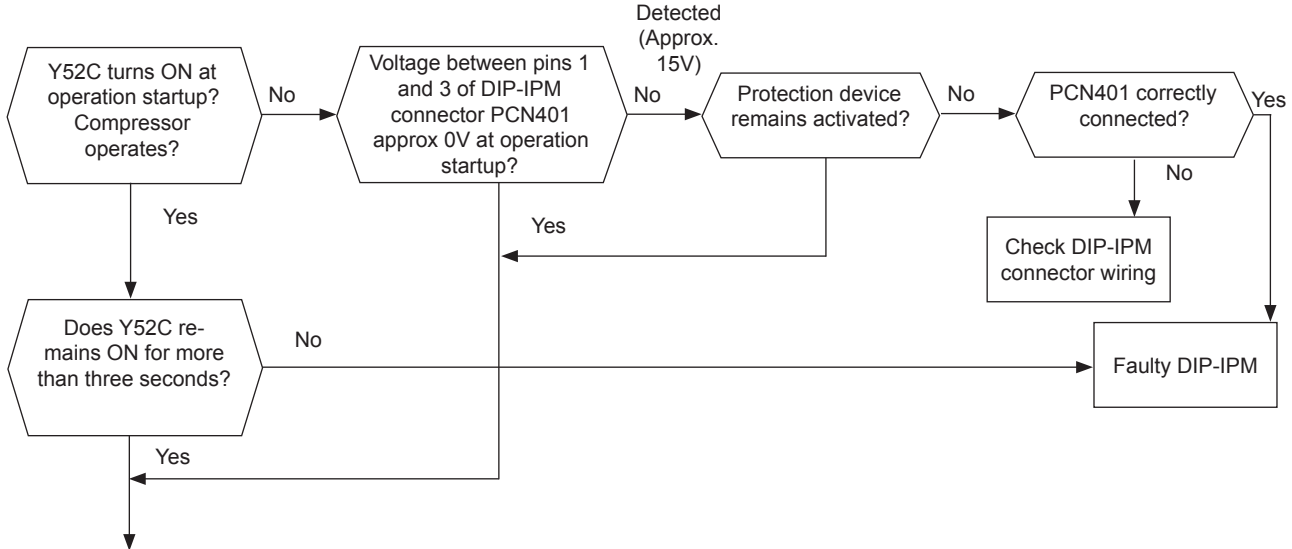 Y52C turns ON at
operation startup?
Compressor
operates?
No
Voltage between pins 1
and 3 of DIP-IPM
connector PCN401
approx 0V at operation
startup?
Detected
(Approx.
15V)
No
Protection device
remains activated?
No
PCN401 correctly
connected?
Yes
No
Yes
Yes
Check DIP-IPM
connector wiring
Does Y52C re-
mains ON for more
than three seconds?
No
Faulty DIP-IPM
Yes